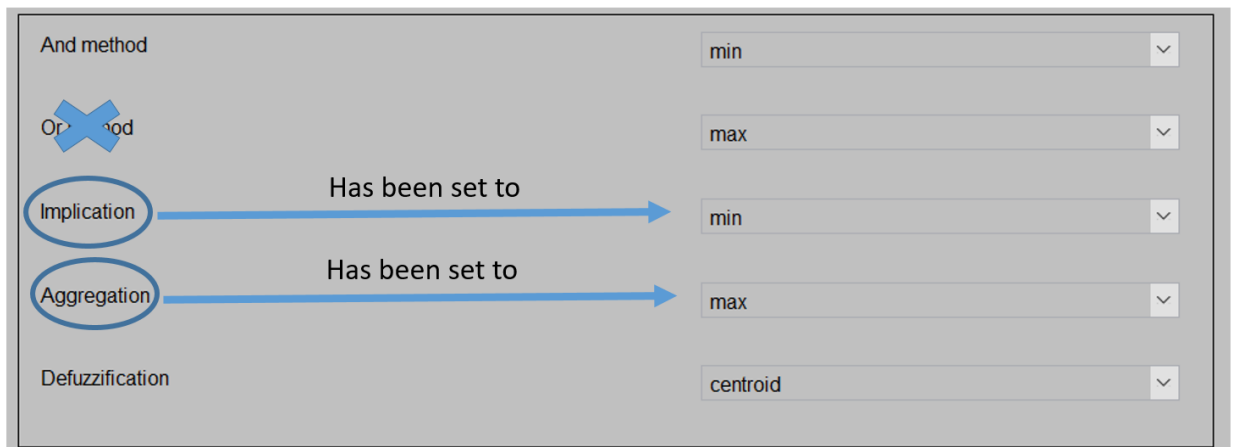 And method
min
Or
od
max
Has been set to
Implication
min
Has been set to
Aggregation
max
Defuzzification
centroid